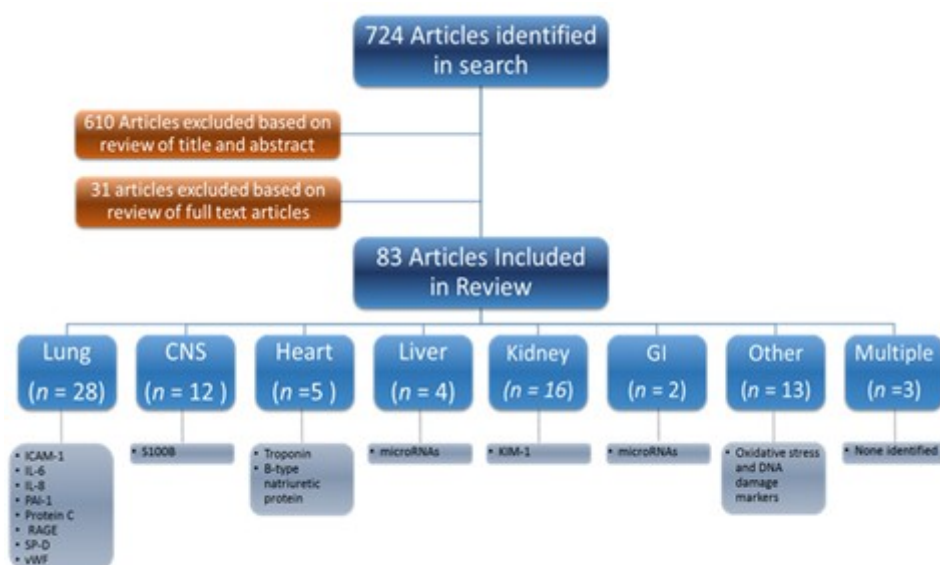 724 Articles identified
in search
610 Articles excluded based on
review of title and abstract
31 articles excluded based on
review of full text articles
83 Articles Included
in Review
Lung
(n = 28)
CNS
(n = 12 )
Heart
(n =5 )
Liver
(n = 4)
Kidney
(n = 16)
GI
(n = 2)
Other
(n = 13)
Multiple
(n =3)
• ICAM-1
• IL-6
• IL-8
• PAI-1
• Protein C
• RAGE
• SP-D
• vWF
• S100B
• Troponin
• B-type
natriuretic
protein
• microRNAs
• KIM-1
• microRNAs
• Oxidative stress
and DNA
damage
markers
• None identified